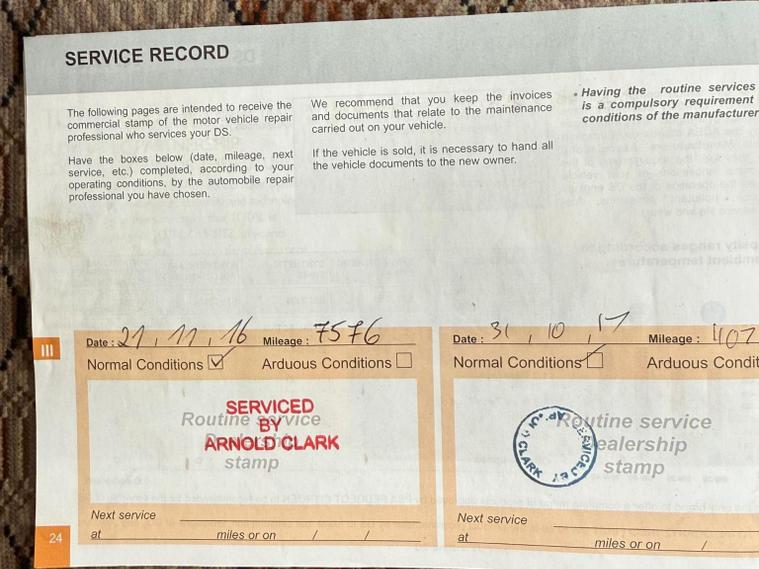 SERVICE RECORD
The following pages are intended to receive the
commercial stamp of the motor vehicle repair
professional who services your DS.
Have the boxes below (date, mileage, next
service, etc.) completed, according to your
operating conditions, by the automobile repair
professional you have chosen.
We recommend that you keep the invoices
and documents that relate to the maintenance
carried out on your vehicle.
If the vehicle is sold, it is necessary to hand all
the vehicle documents to the new owner.
• Having the routine services
is a compulsory requirement
conditions of the manufacturer
III
Date : 21 , 11 , 16 Mileage : 7576
Normal Conditions Arduous Conditions
Routine service
Dealership
stamp
SERVICED
BY
ARNOLD CLARK
Next service
at miles or on / /
Date : 31 , 10 , 17 Mileage :
Normal Conditions Arduous
Routine service
Dealership
stamp
SERVICED BY
CLARK
Next service
at miles or on /
24